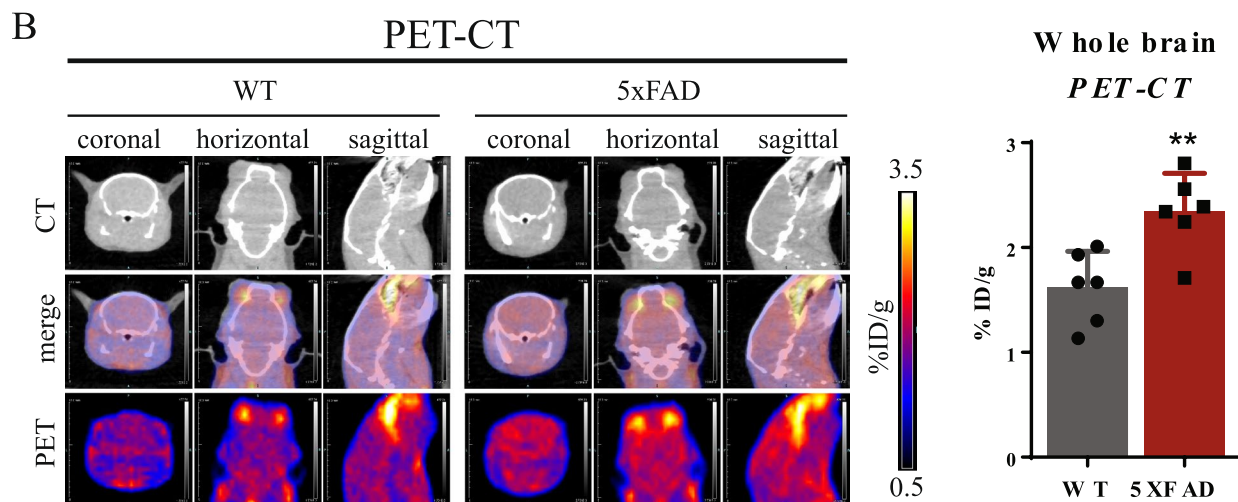 B
PET-CT
WT
5xFAD
coronal horizontal sagittal
coronal horizontal sagittal
CT
merge
PET
3.5
%ID/g
0.5
Whole brain
PET-CT
**
3
2
1
0
% ID/g
WT
5XFAD